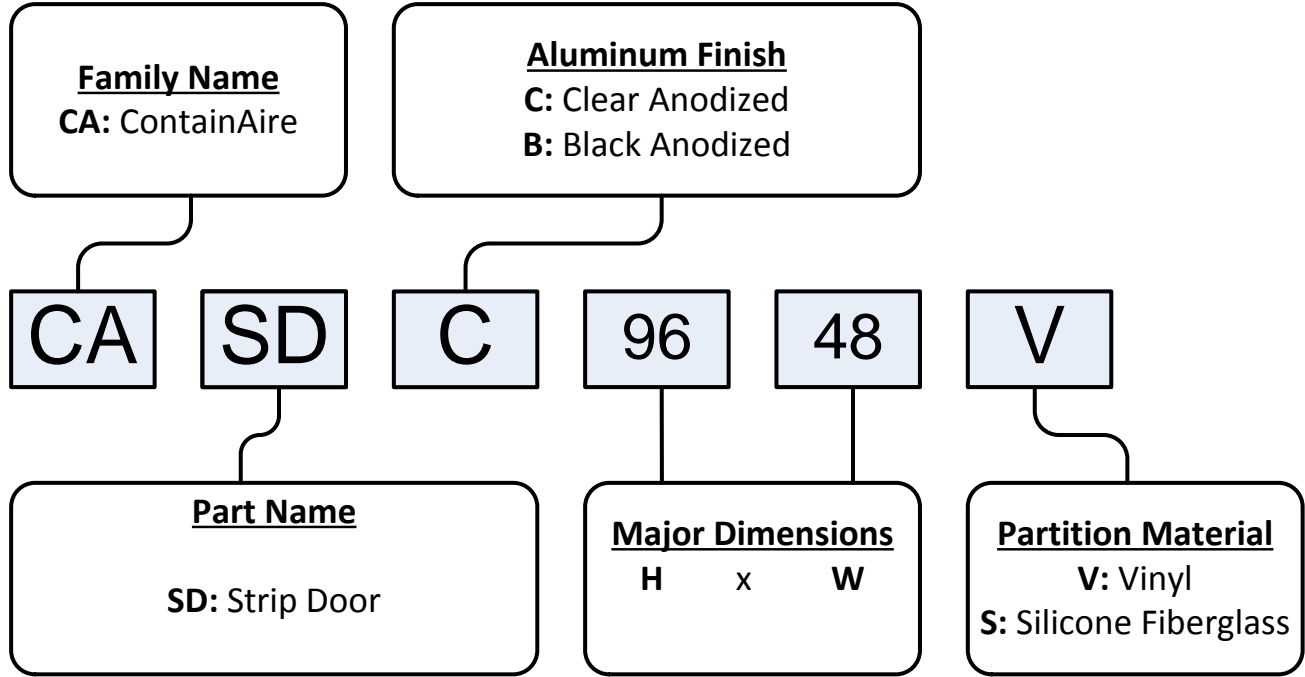 Family Name
CA: ContainAire
Aluminum Finish
C: Clear Anodized
B: Black Anodized
CA SD C 96 48 V
Part Name
SD: Strip Door
Major Dimensions
H x W
Partition Material
V: Vinyl
S: Silicone Fiberglass